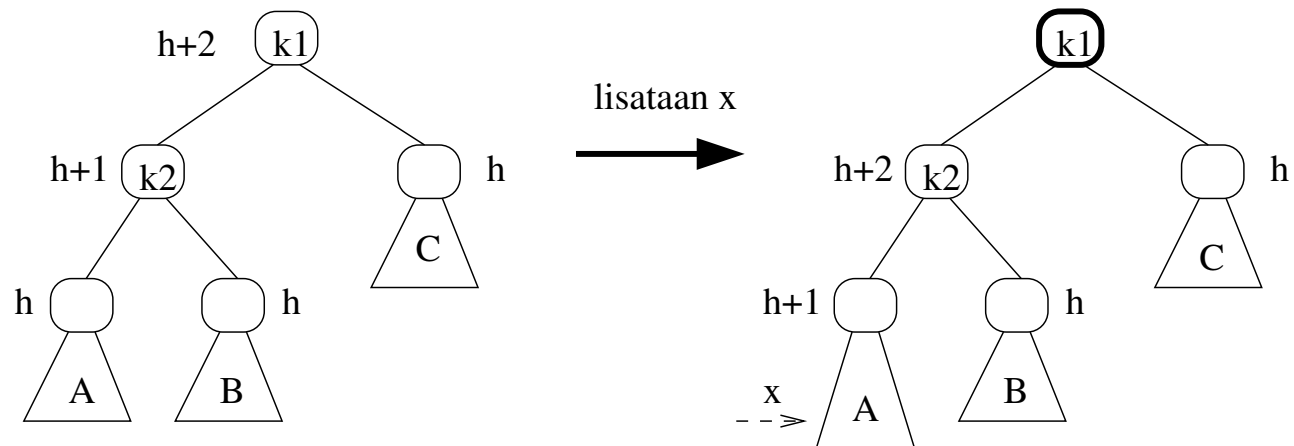 h+2 k1
k1
lisataan x
h+1 k2 h
h+2 k2 h
C
C
h h
h+1 h
A B
x A B